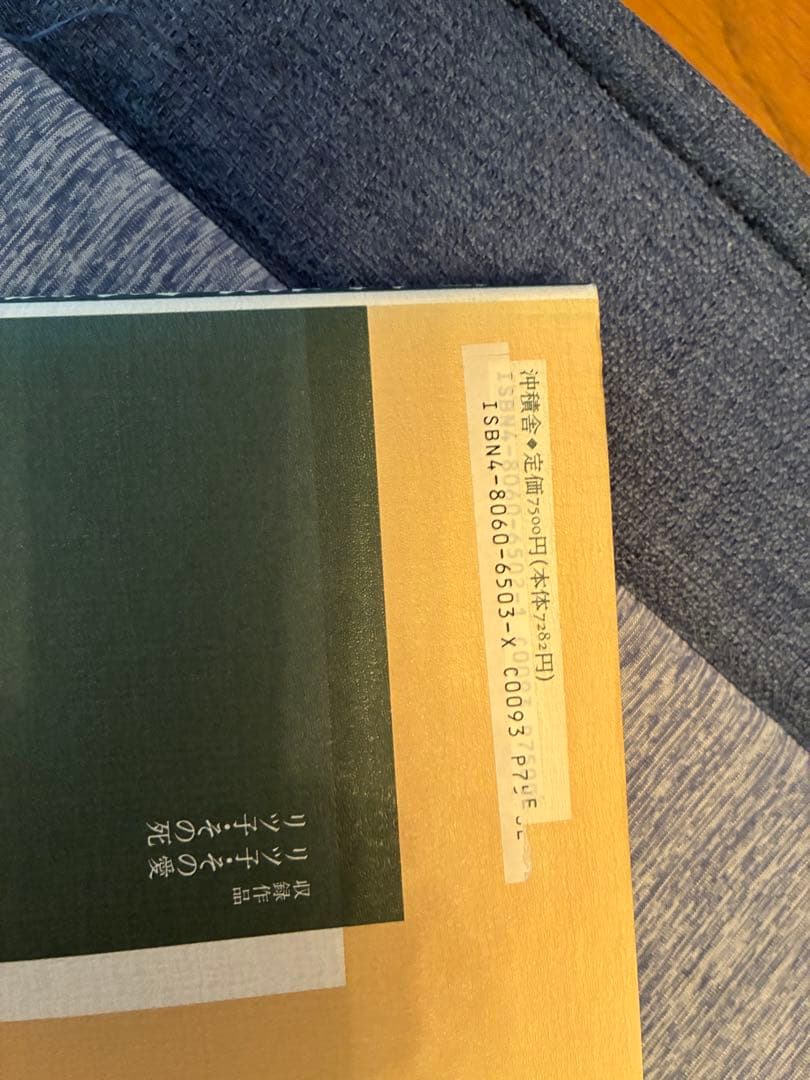 沖積舎◆定価7500円(本体7282円)
ISBN4-8060-6503-X C0093
収録作品
リツ子・その愛
リツ子・その死